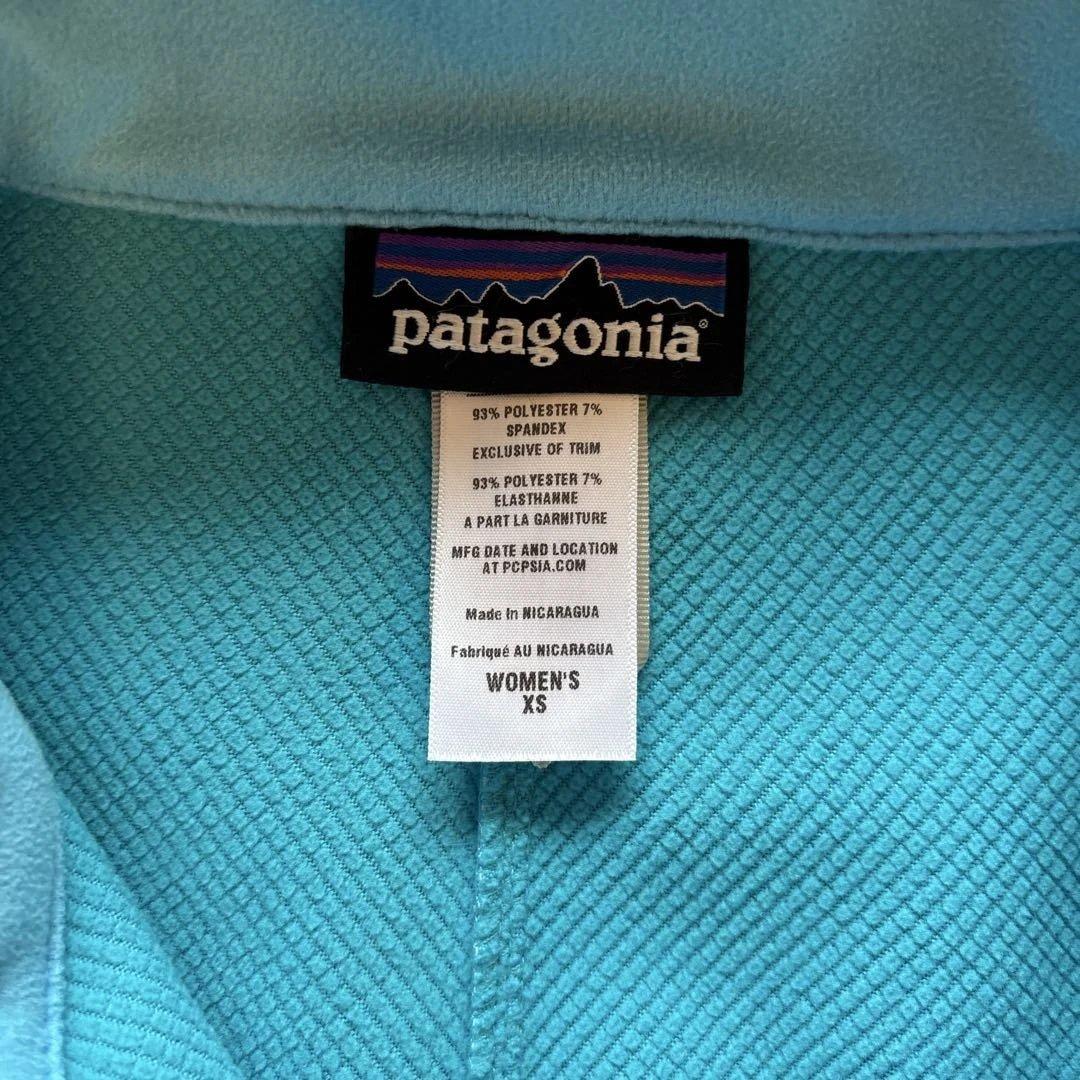 patagonia®
93% POLYESTER 7%
SPANDEX
EXCLUSIVE OF TRIM
93% POLYESTER 7%
ELASTHANNE
A PART LA GARNITURE
MFG DATE AND LOCATION
AT PCPSIA.COM
Made In NICARAGUA
Fabriqué AU NICARAGUA
WOMEN'S
XS